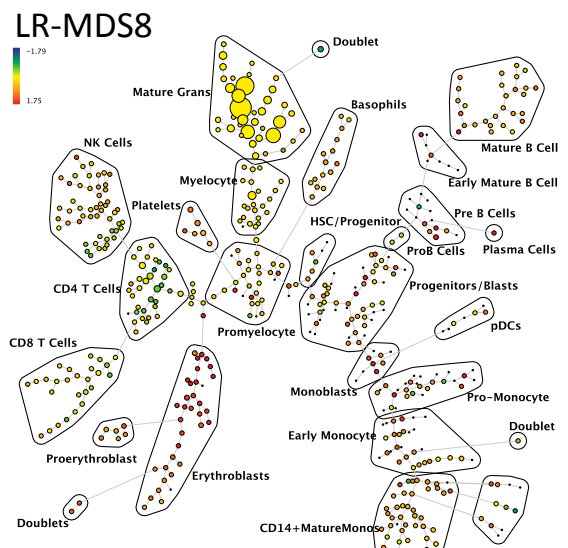 LR-MDS8
-1.79
1.75
Doublet
Mature Grans
Basophils
Mature B Cell
NK Cells
Myelocyte
Early Mature B Cell
Platelets
HSC/Progenitor
Pre B Cells
ProB Cells
Plasma Cells
CD4 T Cells
Progenitors/Blasts
Promyelocyte
pDCs
CD8 T Cells
Monoblasts
Pro-Monocyte
Early Monocyte
Doublet
Proerythroblast
Erythroblasts
Doublets
CD14+MatureMonos